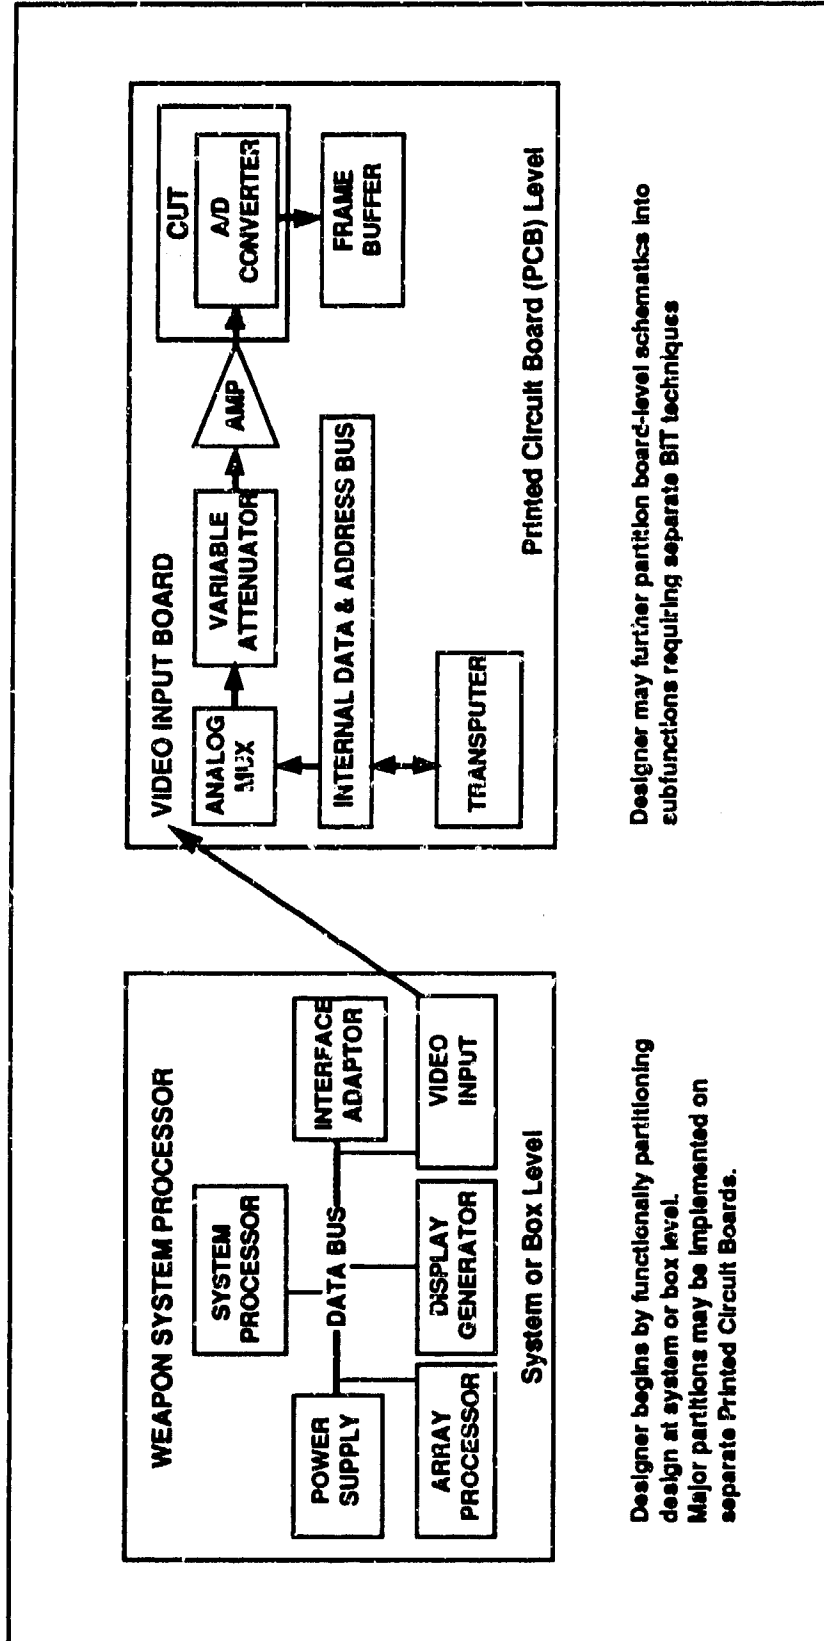 WEAPON SYSTEM PROCESSOR
SYSTEM
PROCESSOR
POWER
SUPPLY
DATA BUS
INTERFACE
ADAPTOR
ARRAY
PROCESSOR
DISPLAY
GENERATOR
VIDEO
INPUT
System or Box Level
Designer begins by functionally partitioning
design at system or box level.
Major partitions may be implemented on
separate Printed Circuit Boards.
VIDEO INPUT BOARD
CUT
ANALOG
MUX
VARIABLE
ATTENUATOR
AMP
A/D
CONVERTER
INTERNAL DATA & ADDRESS BUS
FRAME
BUFFER
TRANSPUTER
Printed Circuit Board (PCB) Level
Designer may further partition board-level schematics into
subfunctions requiring separate BIT techniques